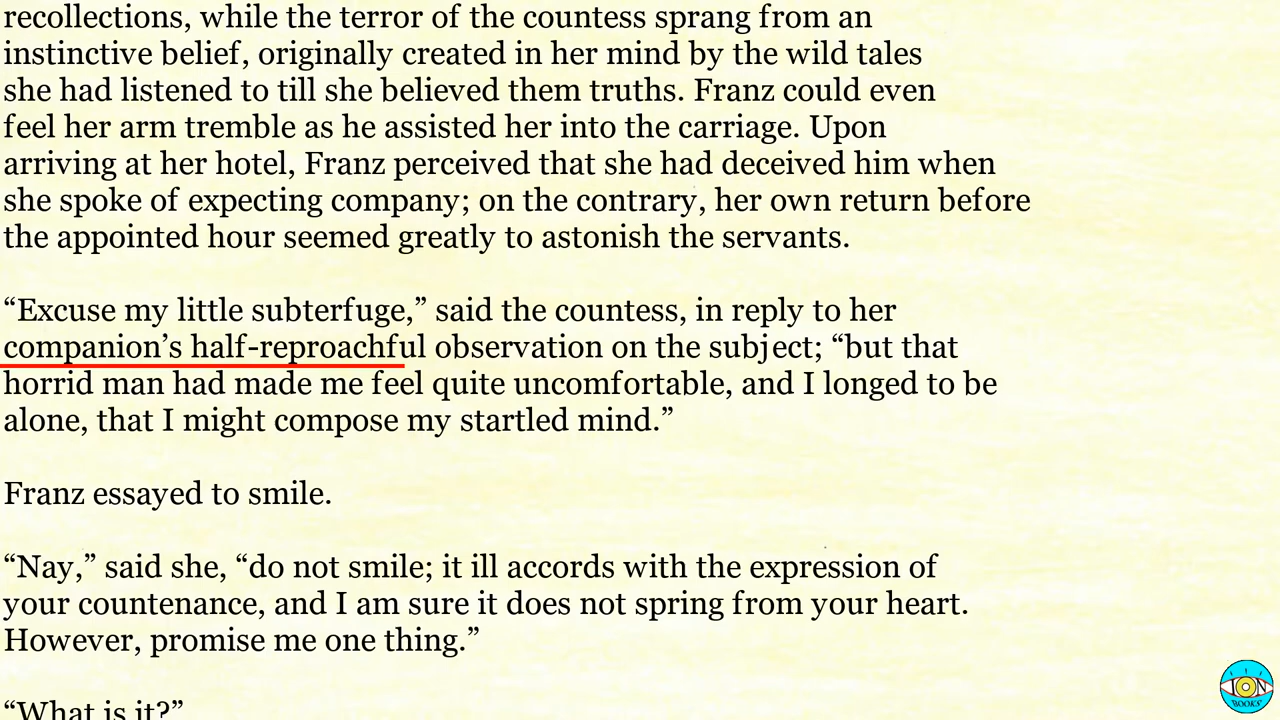 recollections, while the terror of the countess sprang from an
instinctive belief, originally created in her mind by the wild tales
she had listened to till she believed them truths. Franz could even
feel her arm tremble as he assisted her into the carriage. Upon
arriving at her hotel, Franz perceived that she had deceived him when
she spoke of expecting company; on the contrary, her own return before
the appointed hour seemed greatly to astonish the servants.
“Excuse my little subterfuge,” said the countess, in reply to her
companion’s half-reproachful observation on the subject; “but that
horrid man had made me feel quite uncomfortable, and I longed to be
alone, that I might compose my startled mind.”
Franz essayed to smile.
“Nay,” said she, “do not smile; it ill accords with the expression of
your countenance, and I am sure it does not spring from your heart.
However, promise me one thing.”
“What is it?”
ION
BOOKS